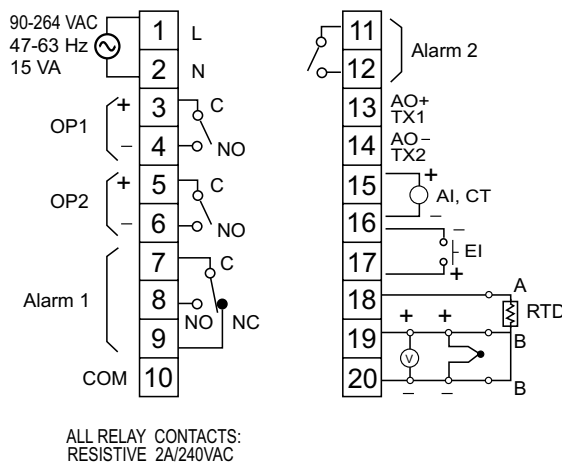 90-264 VAC
47-63 Hz
15 VA
1 L
2 N
OP1
+ 3 C
− 4 NO
OP2
+ 5 C
− 6 NO
Alarm 1
7 C
8 NO NC
9
COM 10
11
12
Alarm 2
13 AO+
TX1
14 AO−
TX2
15 +
AI, CT
16 −
−
EI
17 +
18 A
RTD
19 + + B
V
20 − − B
ALL RELAY CONTACTS:
RESISTIVE 2A/240VAC